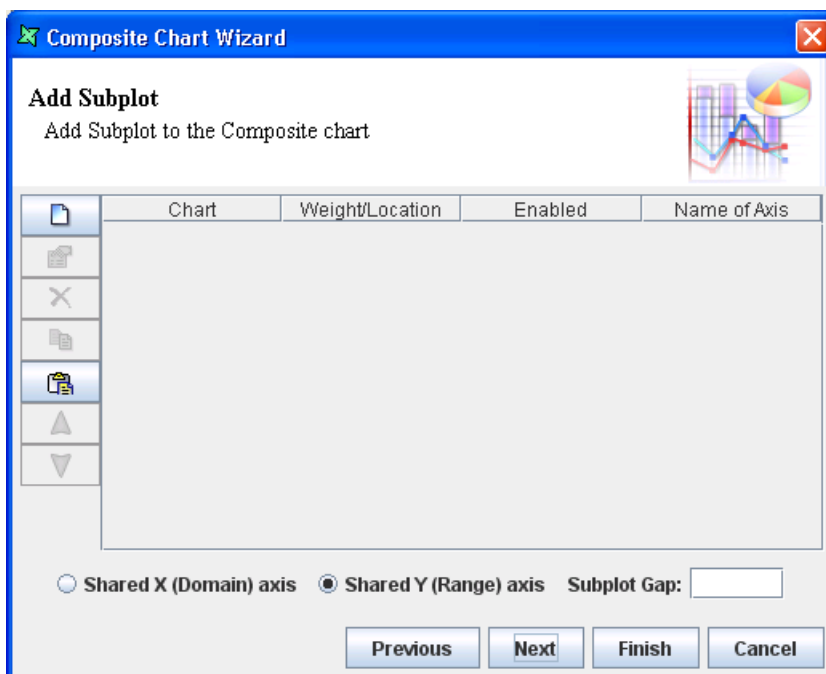 Composite Chart Wizard
Add Subplot
Add Subplot to the Composite chart
Chart Weight/Location Enabled Name of Axis
Shared X (Domain) axis Shared Y (Range) axis Subplot Gap:
Previous Next Finish Cancel